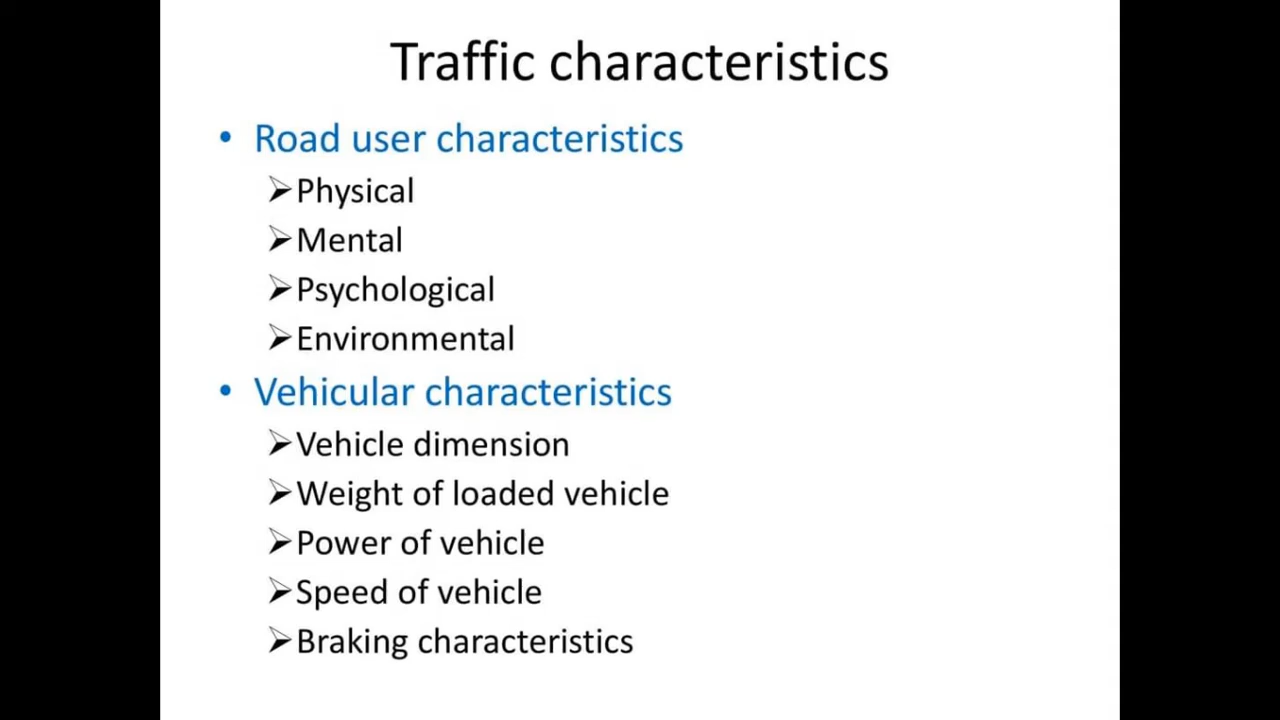 Traffic characteristics
• Road user characteristics
➢Physical
➢Mental
➢Psychological
➢Environmental
• Vehicular characteristics
➢Vehicle dimension
➢Weight of loaded vehicle
➢Power of vehicle
➢Speed of vehicle
➢Braking characteristics